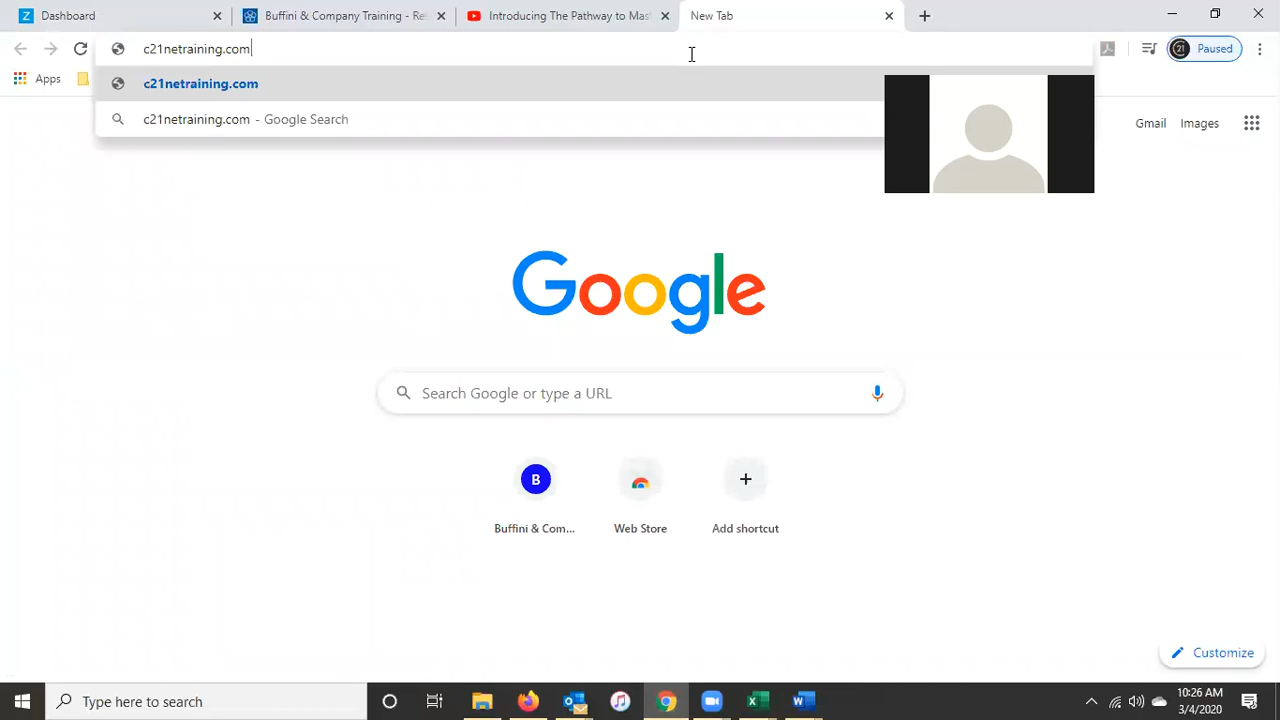 Dashboard
Buffini & Company Training - Re
Introducing The Pathway to Mas
New Tab
c21netraining.com
21 Paused
Apps
c21netraining.com
c21netraining.com - Google Search
Gmail Images
Google
Search Google or type a URL
B
Buffini & Com...
Web Store
Add shortcut
Customize
Type here to search
10:26 AM
3/4/2020